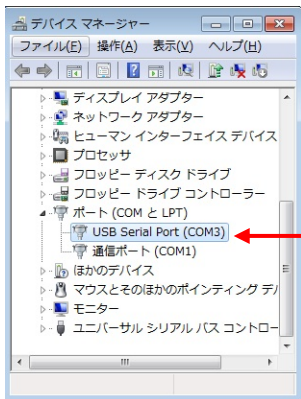 デバイス マネージャー
ファイル(F) 操作(A) 表示(V) ヘルプ(H)
ディスプレイ アダプター
ネットワーク アダプター
ヒューマン インターフェイス デバイス
プロセッサ
フロッピー ディスク ドライブ
フロッピー ドライブ コントローラー
ポート (COM と LPT)
USB Serial Port (COM3)
通信ポート (COM1)
ほかのデバイス
マウスとそのほかのポインティング デバ
モニター
ユニバーサル シリアル バス コントロー